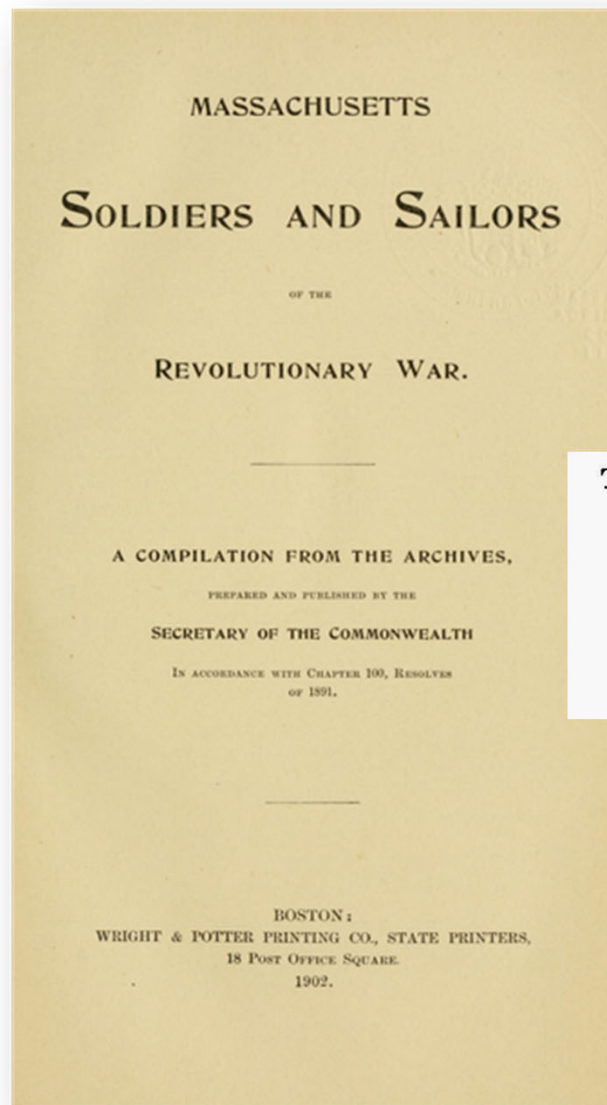 MASSACHUSETTS
SOLDIERS AND SAILORS
OF THE
REVOLUTIONARY WAR.
A COMPILATION FROM THE ARCHIVES,
PREPARED AND PUBLISHED BY THE
SECRETARY OF THE COMMONWEALTH
IN ACCORDANCE WITH CHAPTER 100, RESOLVES
OF 1891.
BOSTON:
WRIGHT & POTTER PRINTING CO., STATE PRINTERS,
18 POST OFFICE SQUARE.
1902.